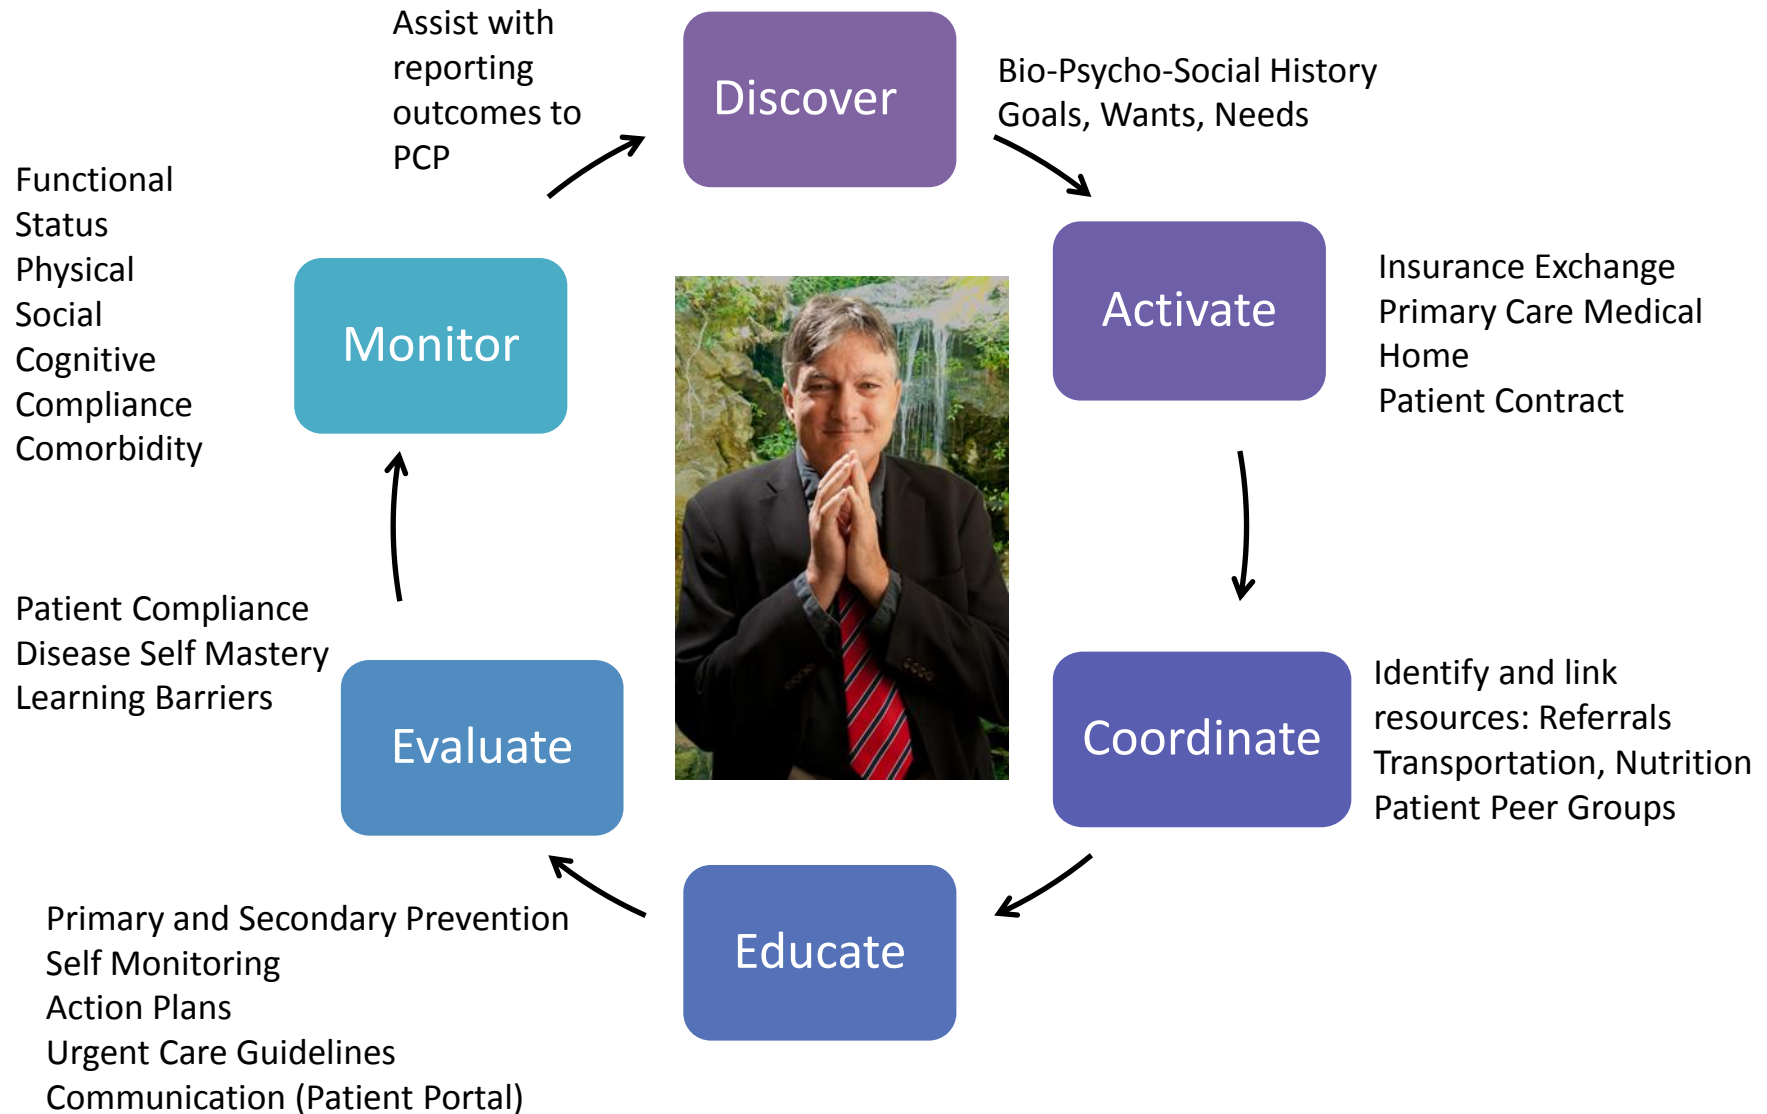 Assist with
reporting
outcomes to
PCP
Discover
Bio-Psycho-Social History
Goals, Wants, Needs
Activate
Insurance Exchange
Primary Care Medical
Home
Patient Contract
Coordinate
Identify and link
resources: Referrals
Transportation, Nutrition
Patient Peer Groups
Educate
Primary and Secondary Prevention
Self Monitoring
Action Plans
Urgent Care Guidelines
Communication (Patient Portal)
Evaluate
Patient Compliance
Disease Self Mastery
Learning Barriers
Monitor
Functional
Status
Physical
Social
Cognitive
Compliance
Comorbidity